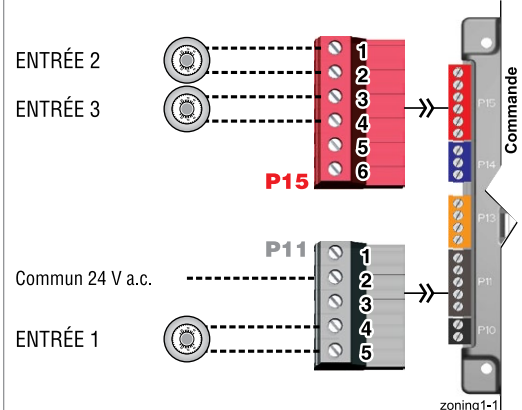 ENTRÉE 2
ENTRÉE 3
1
2
3
4
5
6
P15
P11
1
2
3
4
5
Commun 24 V a.c.
ENTRÉE 1
P15
P14
P13
P11
P10
Commande
zoning1-1